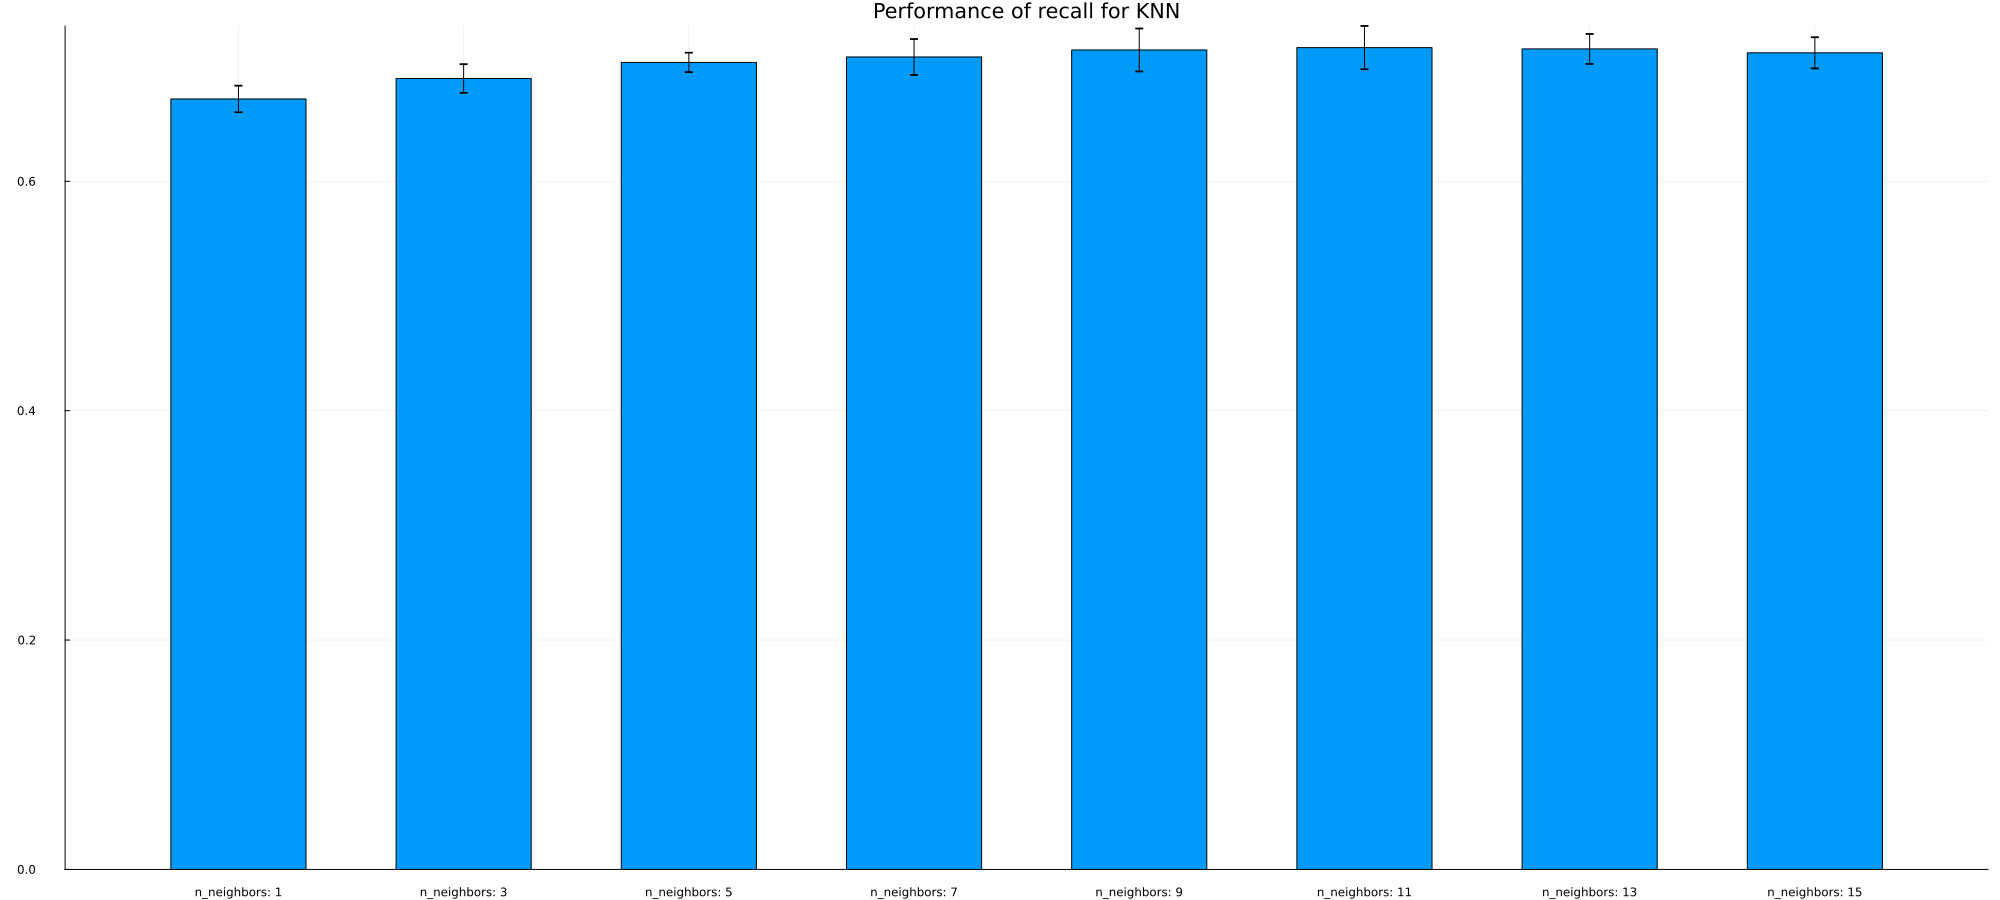 Performance of recall for KNN
0.6
0.4
0.2
0.0
n_neighbors: 1
n_neighbors: 3
n_neighbors: 5
n_neighbors: 7
n_neighbors: 9
n_neighbors: 11
n_neighbors: 13
n_neighbors: 15